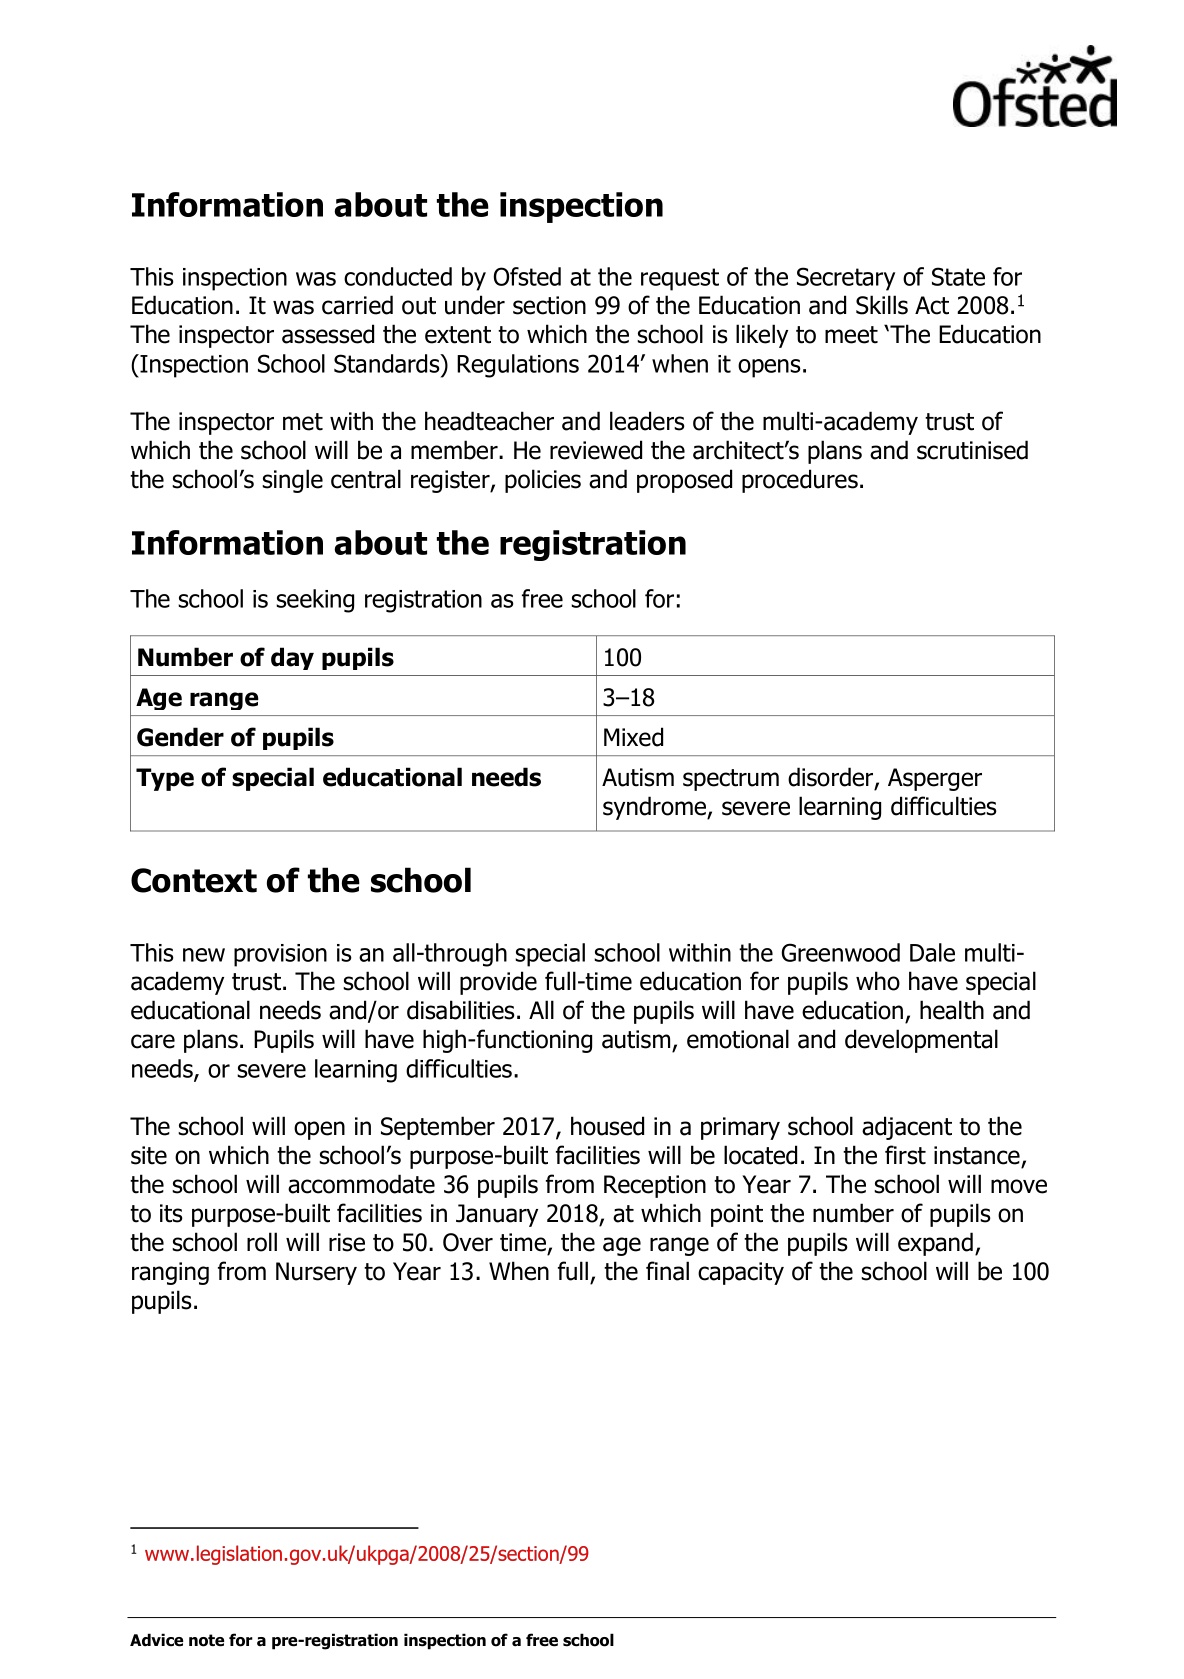 Ofsted
Information about the inspection
This inspection was conducted by Ofsted at the request of the Secretary of State for
Education. It was carried out under section 99 of the Education and Skills Act 2008.1
The inspector assessed the extent to which the school is likely to meet ‘The Education
(Inspection School Standards) Regulations 2014’ when it opens.
The inspector met with the headteacher and leaders of the multi-academy trust of
which the school will be a member. He reviewed the architect’s plans and scrutinised
the school’s single central register, policies and proposed procedures.
Information about the registration
The school is seeking registration as free school for:
Number of day pupils 100
Age range 3–18
Gender of pupils Mixed
Type of special educational needs Autism spectrum disorder, Asperger
syndrome, severe learning difficulties
Context of the school
This new provision is an all-through special school within the Greenwood Dale multi-
academy trust. The school will provide full-time education for pupils who have special
educational needs and/or disabilities. All of the pupils will have education, health and
care plans. Pupils will have high-functioning autism, emotional and developmental
needs, or severe learning difficulties.
The school will open in September 2017, housed in a primary school adjacent to the
site on which the school’s purpose-built facilities will be located. In the first instance,
the school will accommodate 36 pupils from Reception to Year 7. The school will move
to its purpose-built facilities in January 2018, at which point the number of pupils on
the school roll will rise to 50. Over time, the age range of the pupils will expand,
ranging from Nursery to Year 13. When full, the final capacity of the school will be 100
pupils.
1 www.legislation.gov.uk/ukpga/2008/25/section/99
Advice note for a pre-registration inspection of a free school